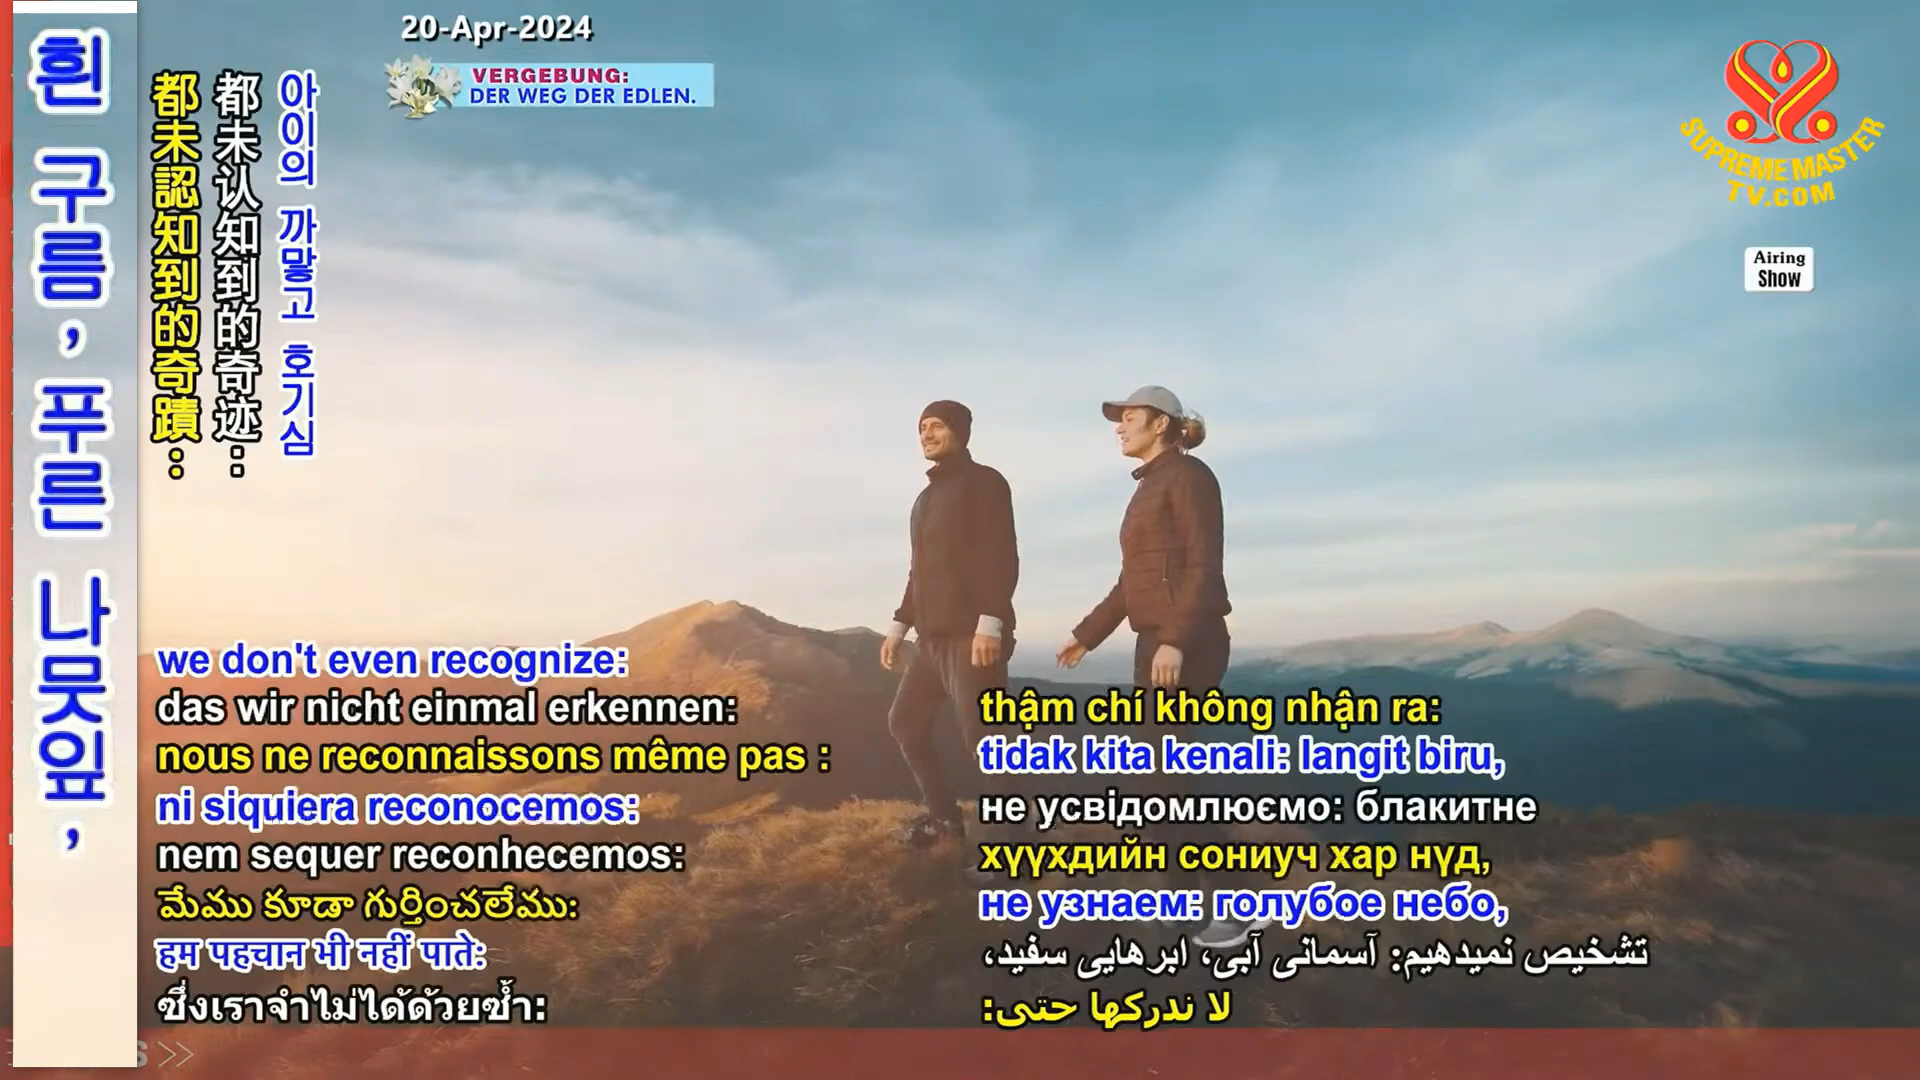 20-Apr-2024
VERGEBUNG:
DER WEG DER EDLEN.
SUPREME MASTER
TV.COM
Airing
Show
흰 구름, 푸른 나뭇잎,
都未認知到的奇蹟：
都未认知到的奇迹：
아이의 까맣고 호기심
we don't even recognize:
das wir nicht einmal erkennen:
nous ne reconnaissons même pas :
ni siquiera reconocemos:
nem sequer reconhecemos:
మేము కూడా గుర్తించలేము:
हम पहचान भी नहीं पाते:
ซึ่งเราจำไม่ได้ด้วยซ้ำ:
thậm chí không nhận ra:
tidak kita kenali: langit biru,
не усвідомлюємо: блакитне
хүүхдийн сониуч хар нүд,
не узнаем: голубое небо,
تشخیص نمیدهیم: آسمانی آبی، ابرهایی سفید،
لا ندركها حتى: